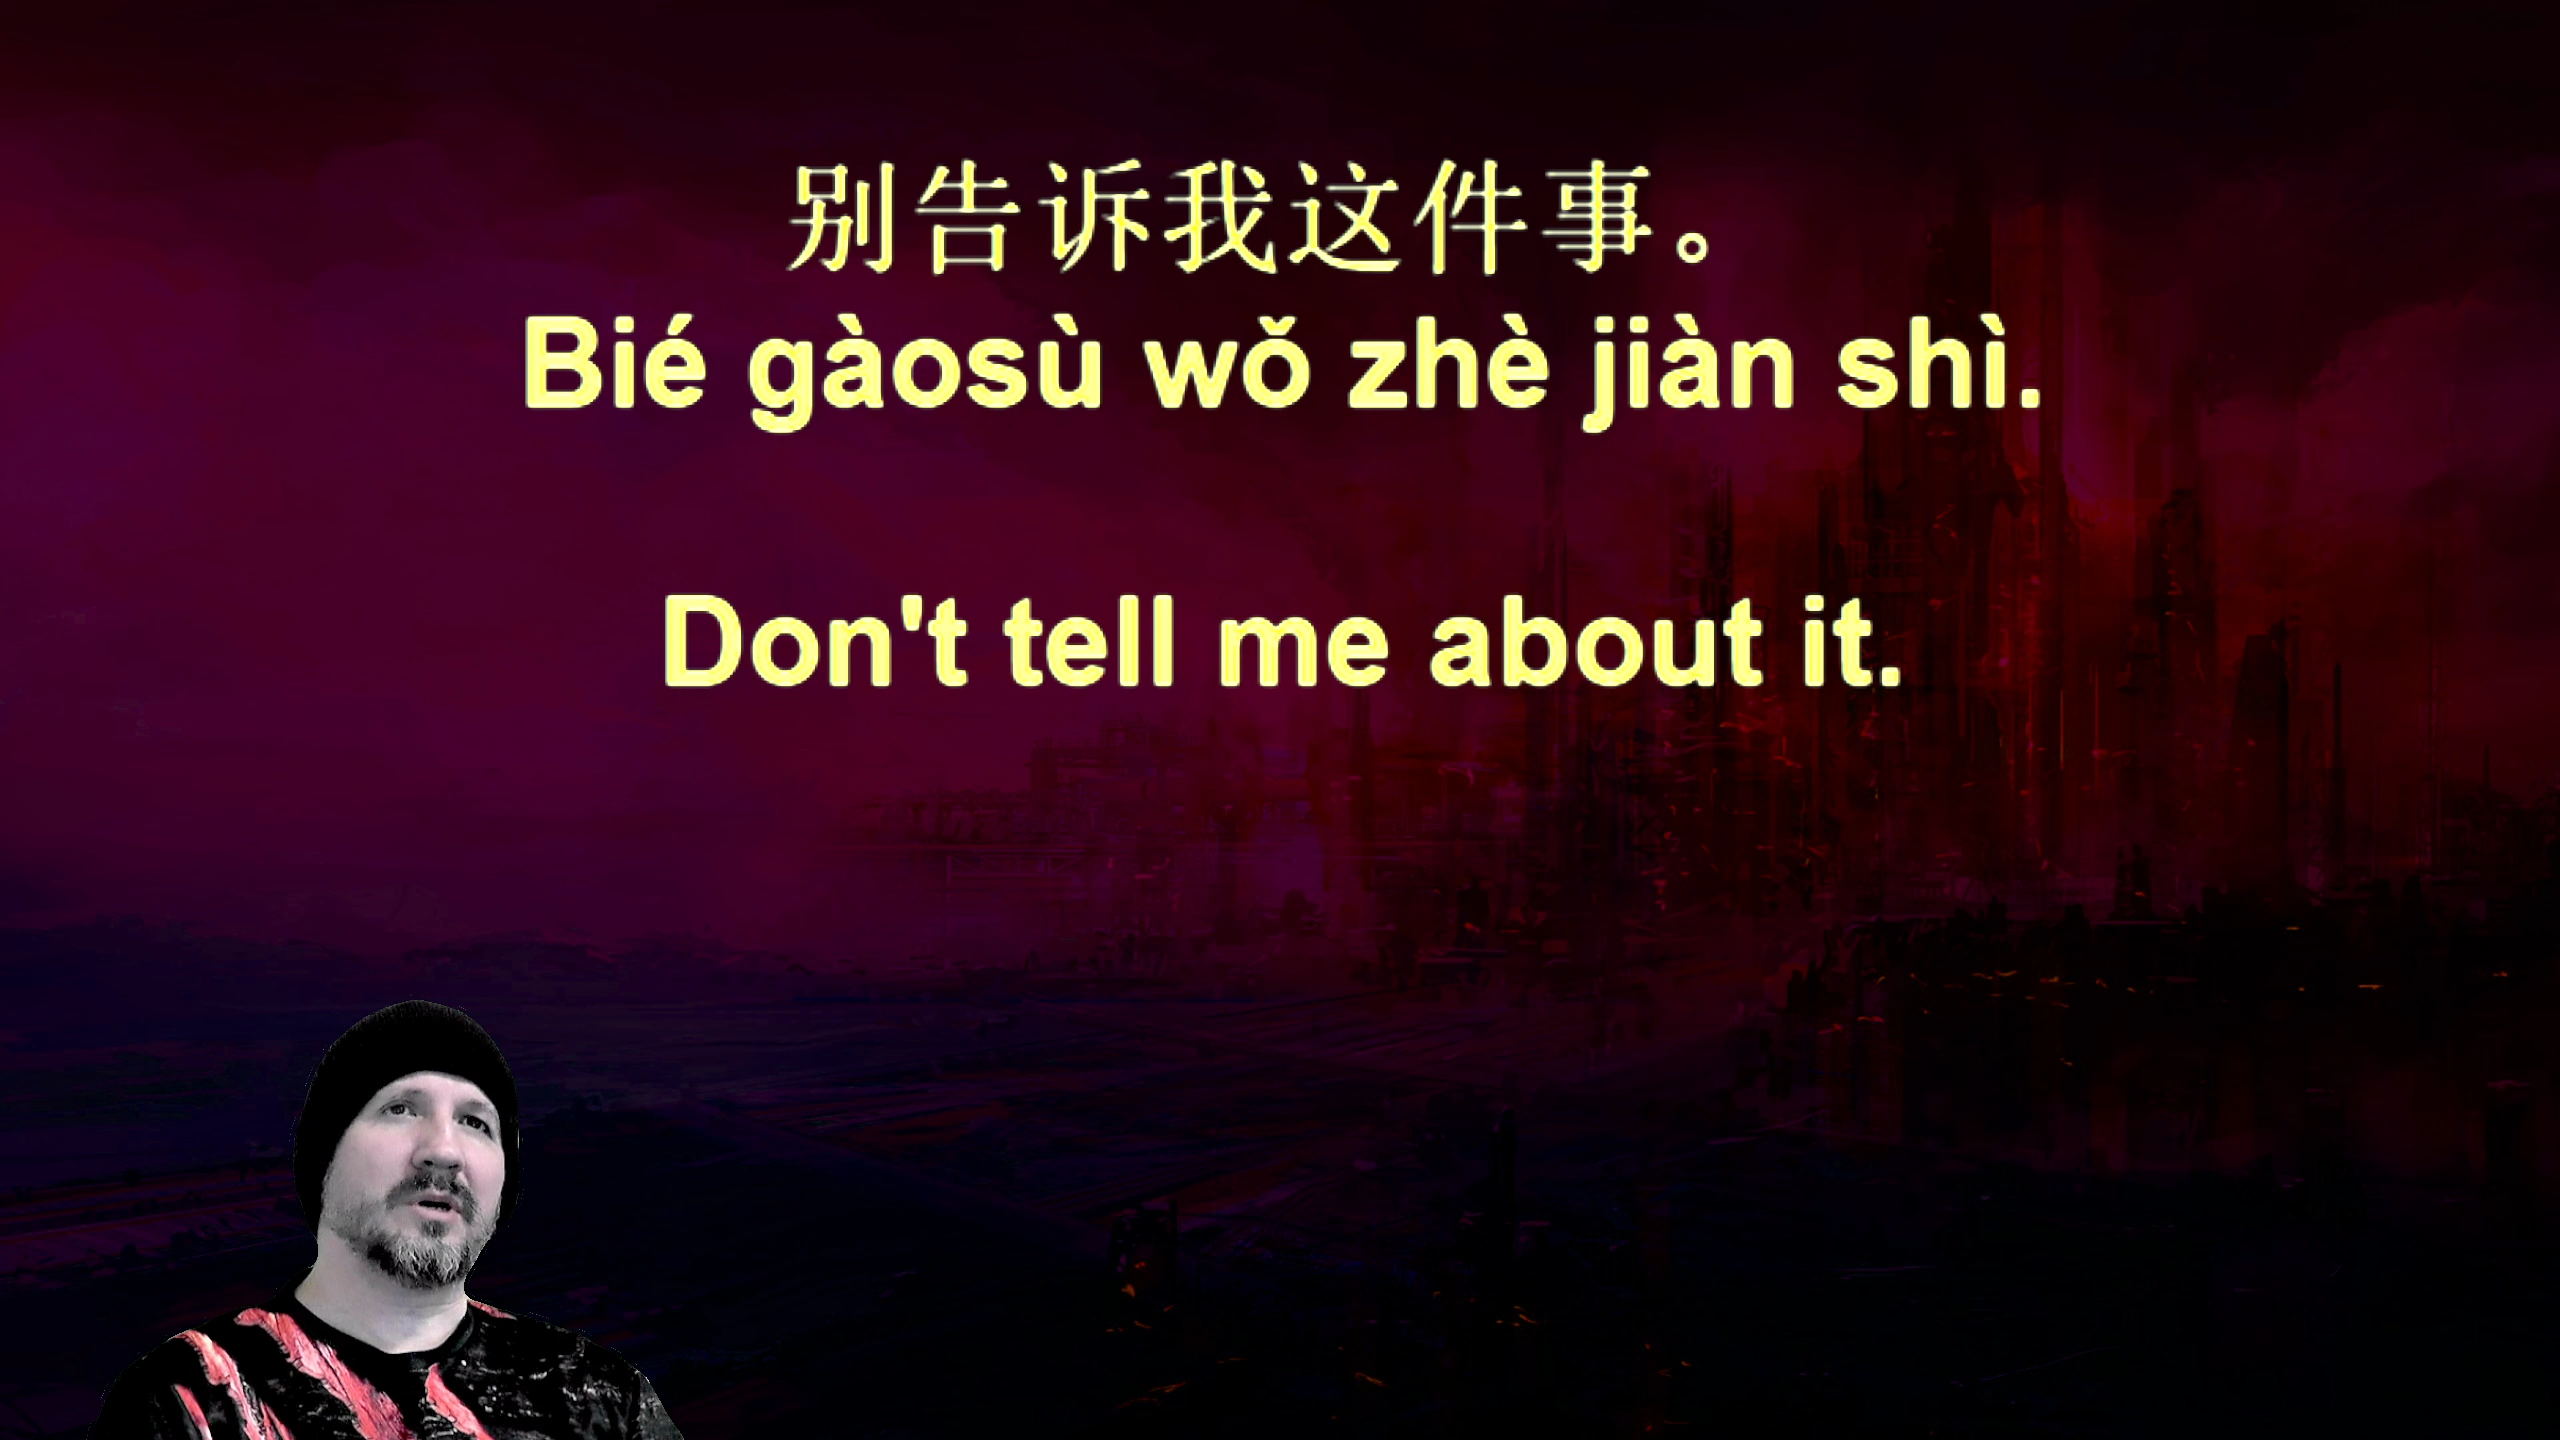 别告诉我这件事。
Bié gàosù wǒ zhè jiàn shì.
Don't tell me about it.